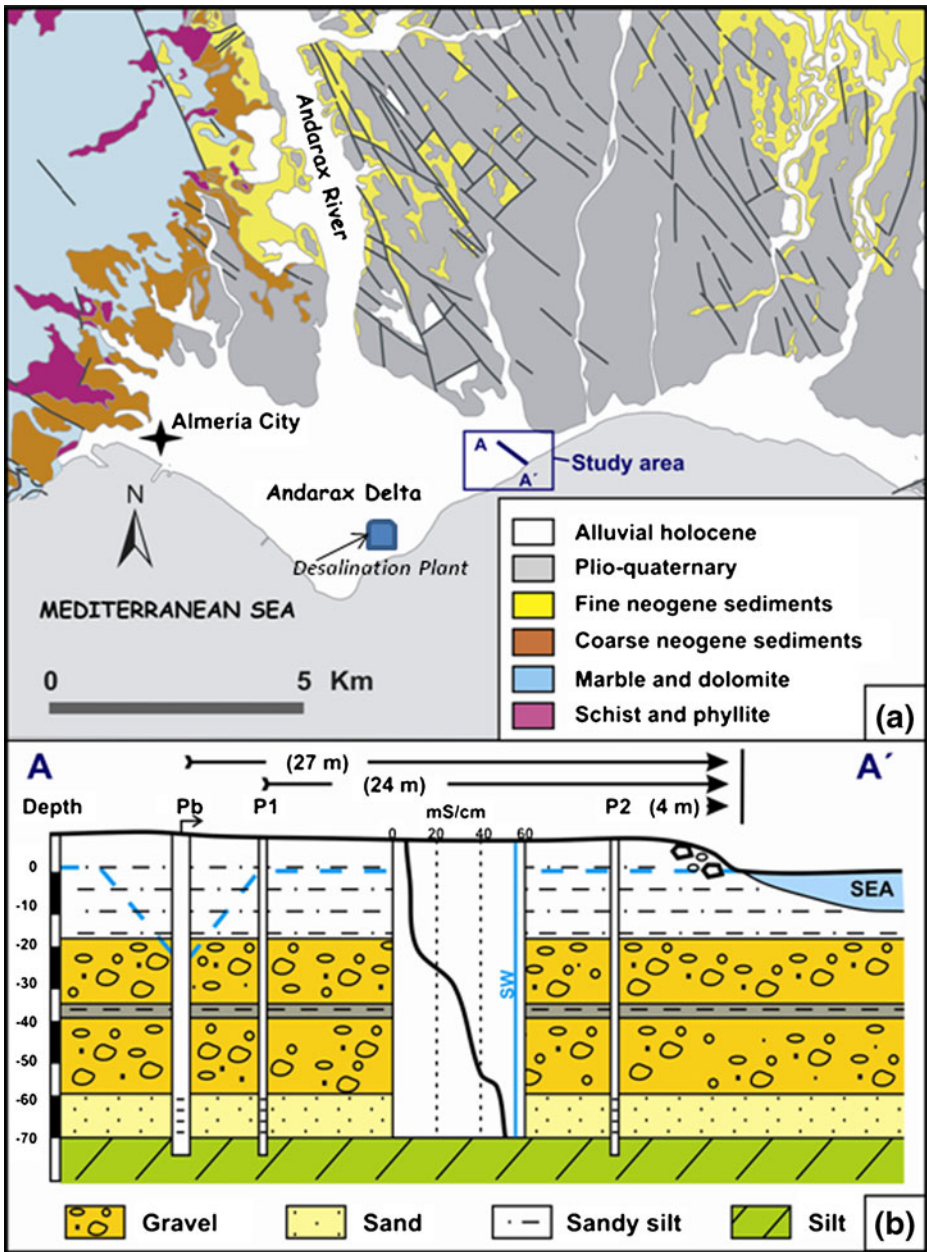 Andarax River
Almería City
A
A´
Study area
N
Andarax Delta
Desalination Plant
MEDITERRANEAN SEA
0 5 Km
Alluvial holocene
Plio-quaternary
Fine neogene sediments
Coarse neogene sediments
Marble and dolomite
Schist and phyllite
(a)
A A´
(27 m)
(24 m)
Depth Pb P1 mS/cm P2 (4 m)
0 20 40 60
0
-10
-20
-30
-40
-50
-60
-70
SEA
SW
Gravel Sand Sandy silt Silt
(b)